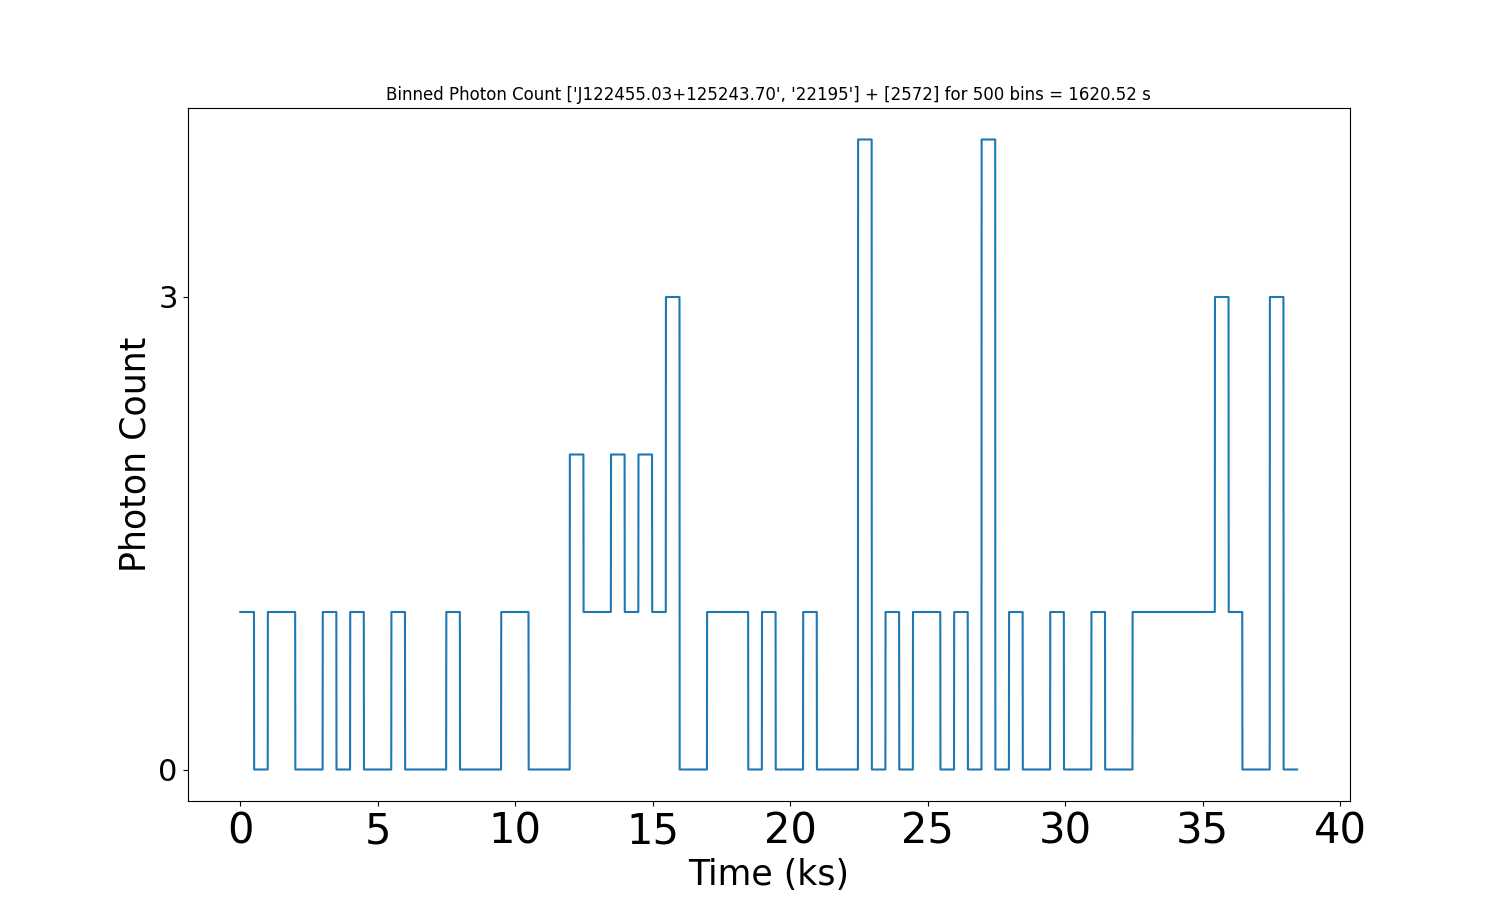 Binned Photon Count ['J122455.03+125243.70', '22195'] + [2572] for 500 bins = 1620.52 s
Photon Count
3
0
0 5 10 15 20 25 30 35 40
Time (ks)